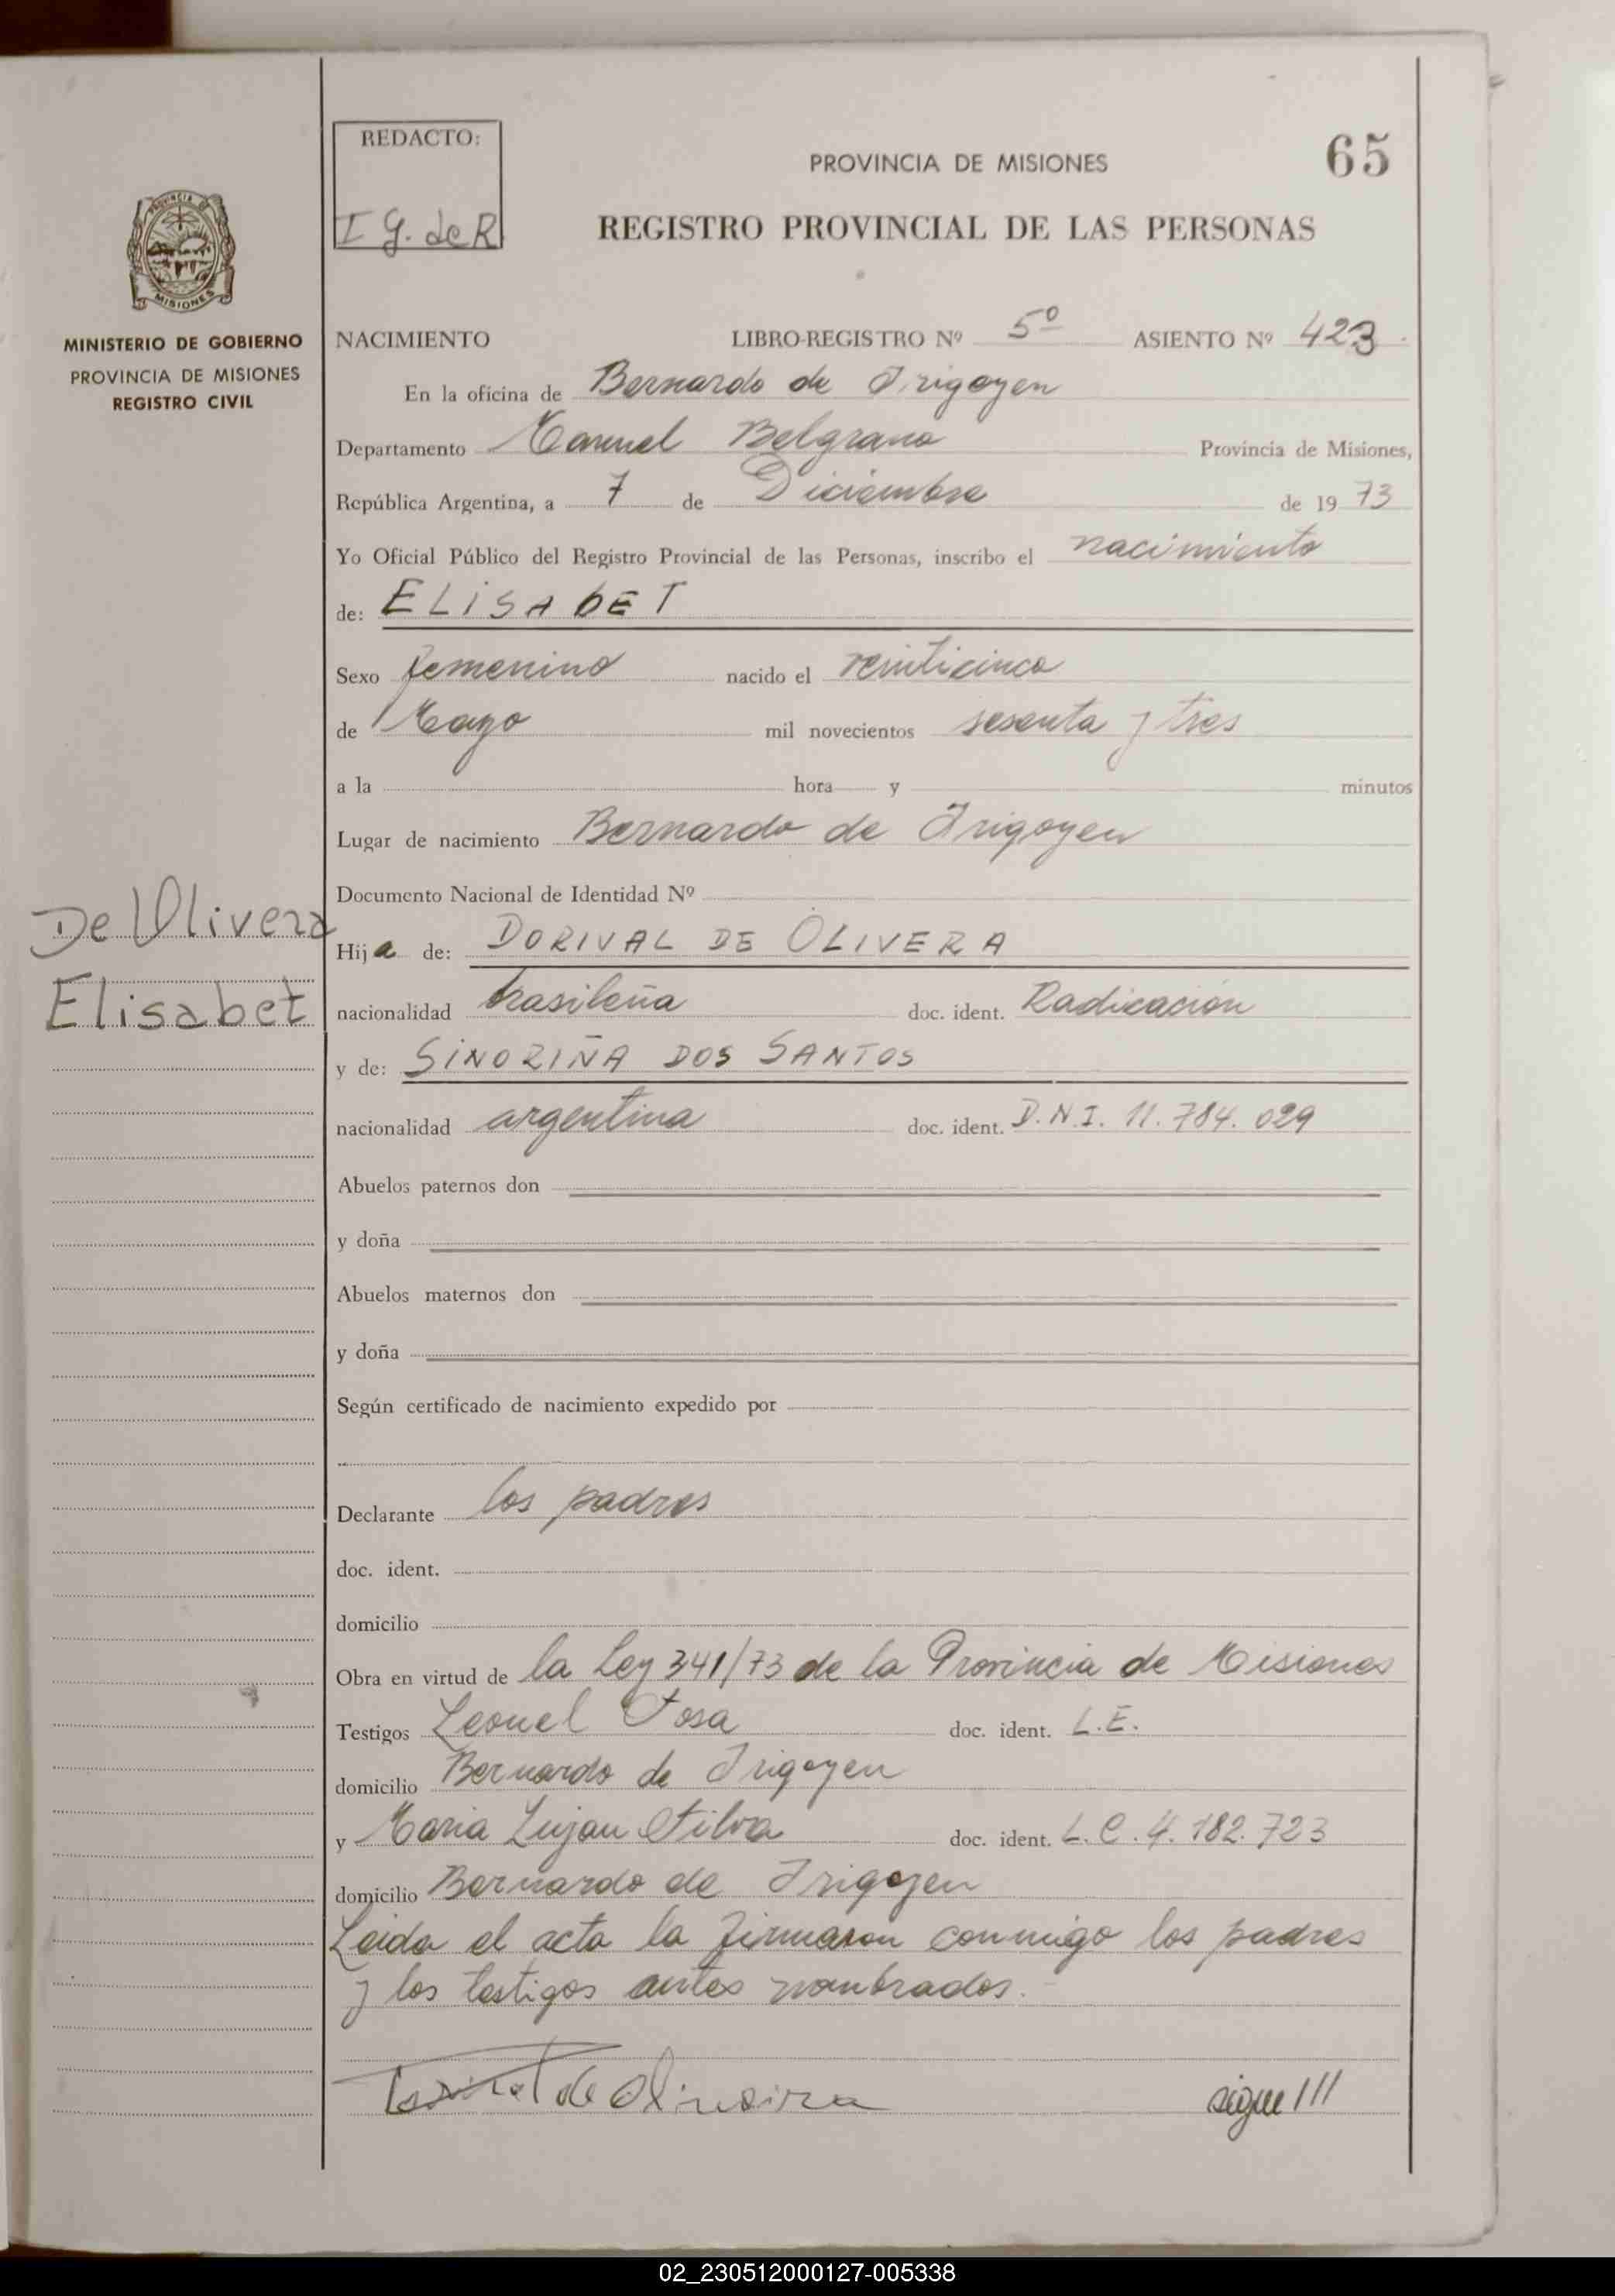 REDACTO:
I G. de R
65
PROVINCIA DE MISIONES
REGISTRO PROVINCIAL DE LAS PERSONAS
MISIONES
MINISTERIO DE GOBIERNO
PROVINCIA DE MISIONES
REGISTRO CIVIL
NACIMIENTO LIBRO-REGISTRO Nº 5º ASIENTO Nº 423
En la oficina de Bernardo de Irigoyen
Departamento Manuel Belgrano Provincia de Misiones,
República Argentina, a 7 de Diciembre de 1973
Yo Oficial Público del Registro Provincial de las Personas, inscribo el nacimiento
de: ELISABET
Sexo femenino nacido el veinticinco
de Mayo mil novecientos sesenta y tres
a la hora y minutos
Lugar de nacimiento Bernardo de Irigoyen
Documento Nacional de Identidad Nº
De Olivera
Elisabet
Hija de: DORIVAL DE OLIVERA
nacionalidad brasileña doc. ident. Radicación
y de: SINORIÑA DOS SANTOS
nacionalidad argentina doc. ident. D.N.I. 11.784.029
Abuelos paternos don
y doña
Abuelos maternos don
y doña
Según certificado de nacimiento expedido por
Declarante los padres
doc. ident.
domicilio
Obra en virtud de la Ley 341/73 de la Provincia de Misiones
Testigos Leonel Sosa doc. ident. L.E.
domicilio Bernardo de Irigoyen
y Maria Lujan Silva doc. ident. L.C. 4.182.723
domicilio Bernardo de Irigoyen
Leida el acta la firmaron conmigo los padres
y los testigos antes nombrados.
de Oliveira
sigue ///
02_230512000127-005338